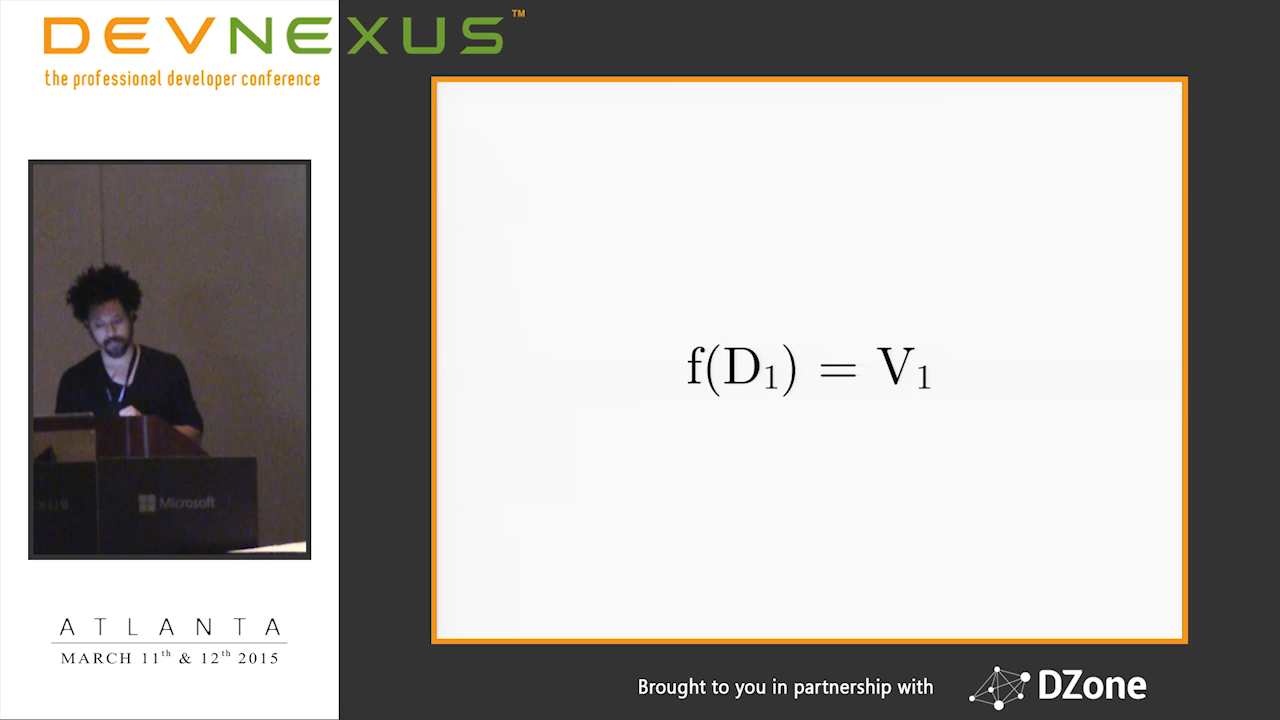 DEVNEXUS™
the professional developer conference
f(D₁) = V₁
Microsoft
ATLANTA
MARCH 11th & 12th 2015
Brought to you in partnership with
DZone